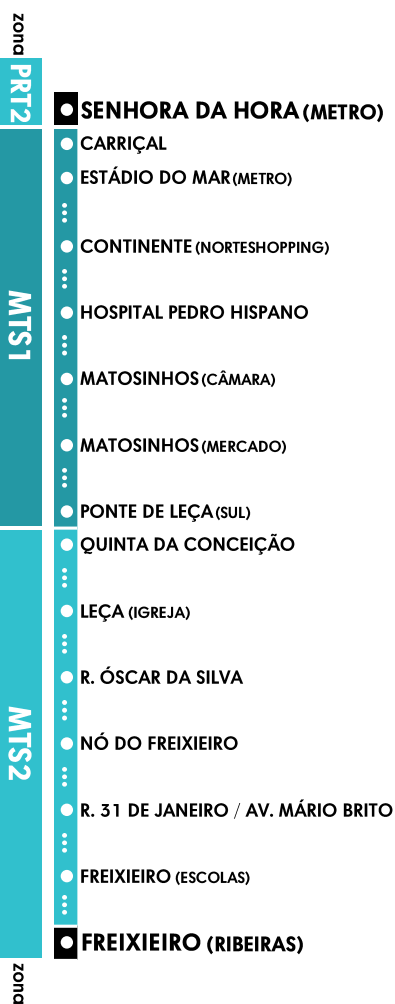 zona
PRT2
SENHORA DA HORA (METRO)
MTS1
CARRIÇAL
ESTÁDIO DO MAR (METRO)
CONTINENTE (NORTESHOPPING)
HOSPITAL PEDRO HISPANO
MATOSINHOS (CÂMARA)
MATOSINHOS (MERCADO)
PONTE DE LEÇA (SUL)
MTS2
QUINTA DA CONCEIÇÃO
LEÇA (IGREJA)
R. ÓSCAR DA SILVA
NÓ DO FREIXIEIRO
R. 31 DE JANEIRO / AV. MÁRIO BRITO
FREIXIEIRO (ESCOLAS)
FREIXIEIRO (RIBEIRAS)
zona